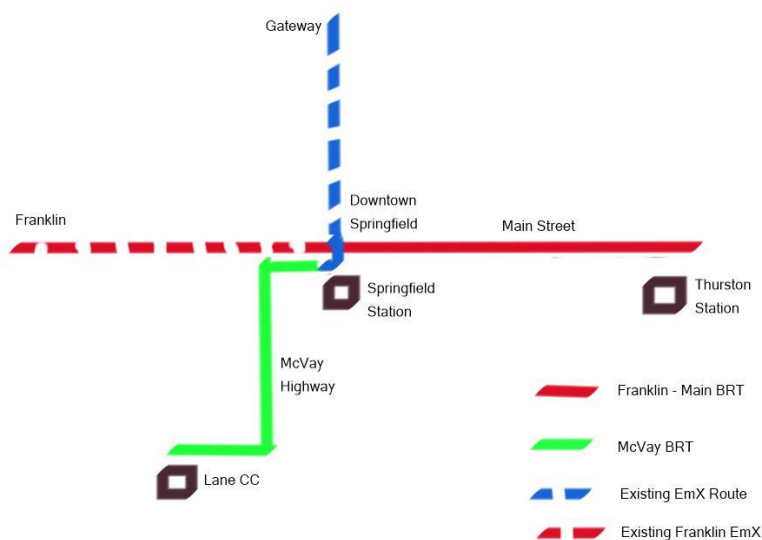 Gateway
Downtown
Springfield
Franklin
Main Street
Springfield
Station
Thurston
Station
McVay
Highway
Lane CC
Franklin - Main BRT
McVay BRT
Existing EmX Route
Existing Franklin EmX